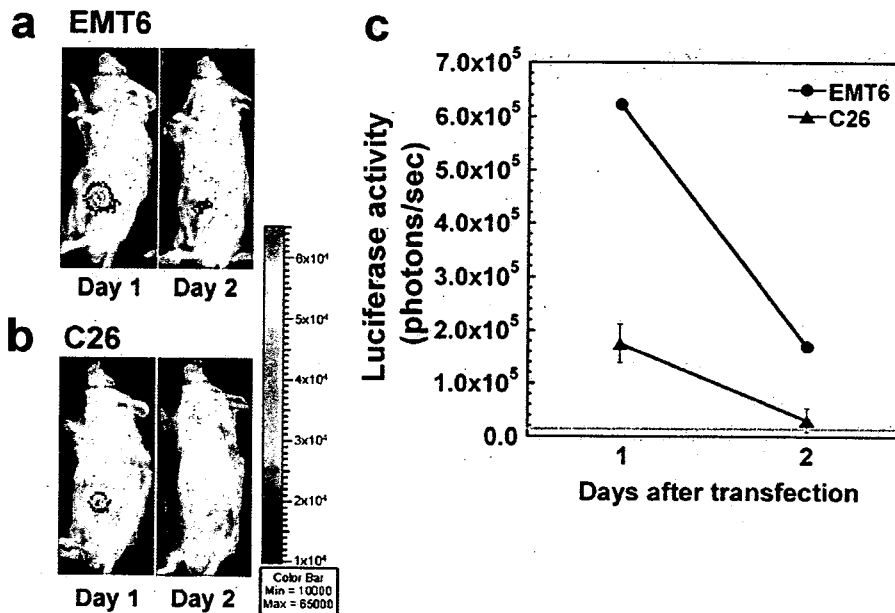 a
EMT6
Day 1 Day 2
b
C26
Day 1 Day 2
6x10⁴
5x10⁴
4x10⁴
3x10⁴
2x10⁴
1x10⁴
Color Bar
Min = 10000
Max = 65000
c
Luciferase activity
(photons/sec)
7.0x10⁵
6.0x10⁵
5.0x10⁵
4.0x10⁵
3.0x10⁵
2.0x10⁵
1.0x10⁵
0.0
EMT6
C26
1 2
Days after transfection